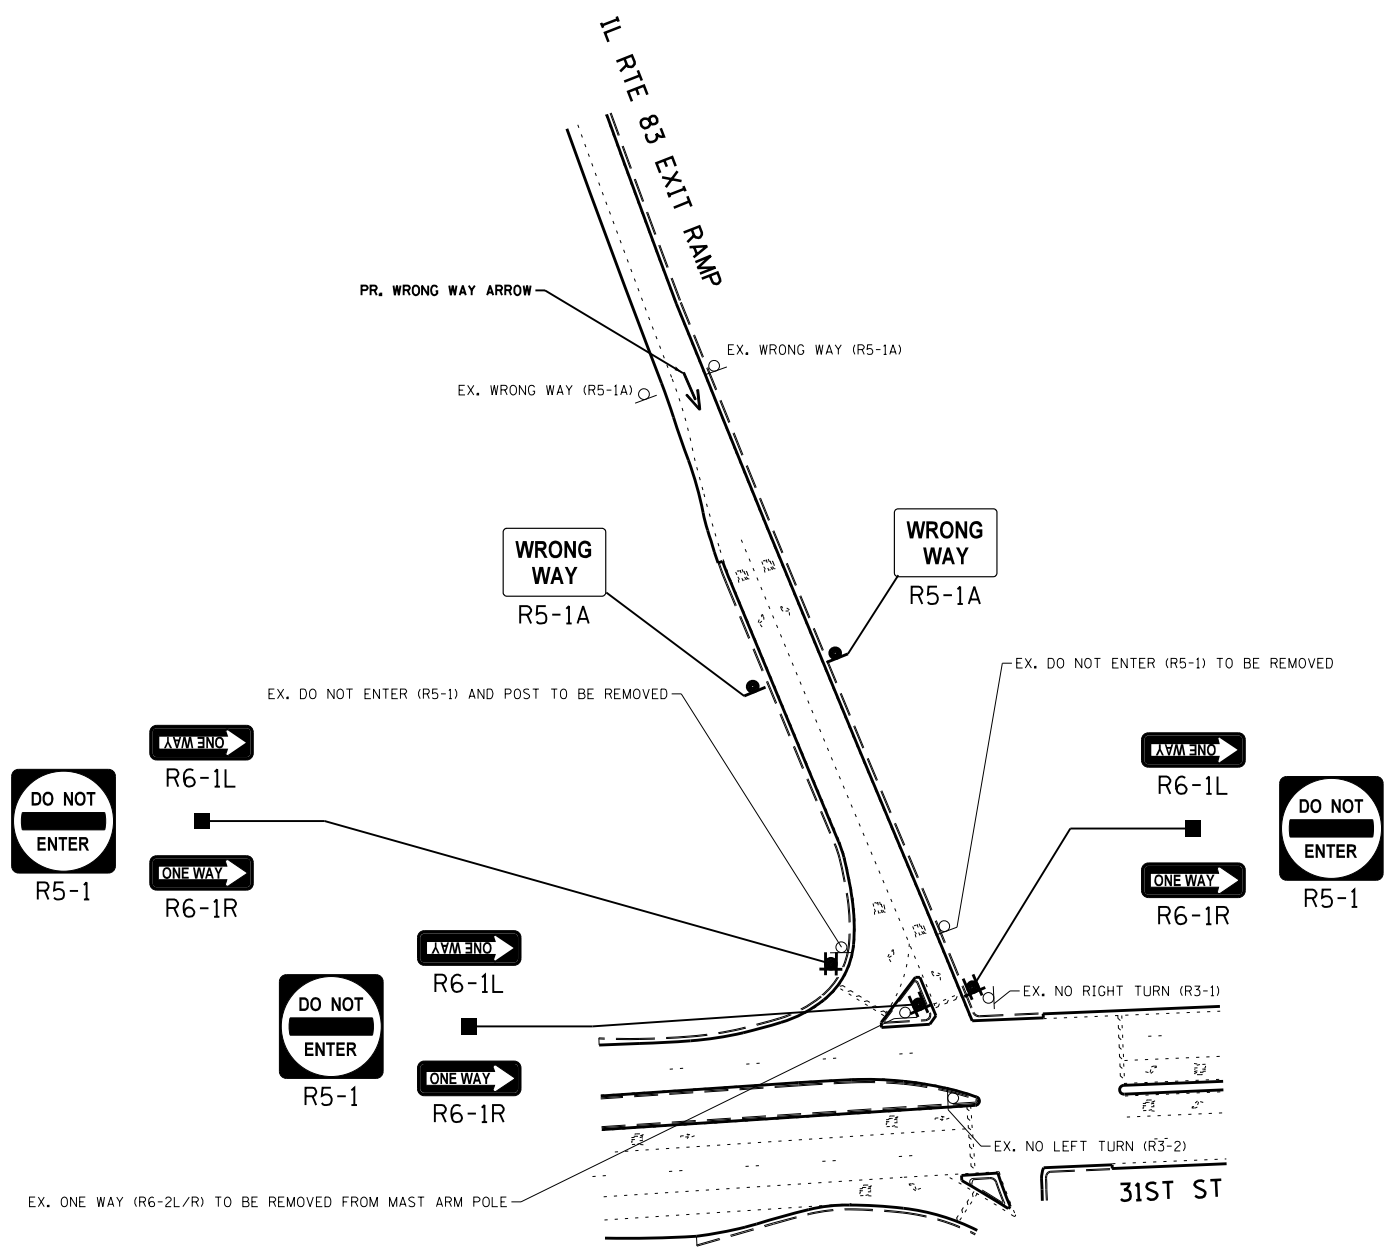 IL RTE 83 EXIT RAMP
PR. WRONG WAY ARROW
EX. WRONG WAY (R5-1A)
EX. WRONG WAY (R5-1A)
WRONG
WAY
R5-1A
WRONG
WAY
R5-1A
EX. DO NOT ENTER (R5-1) TO BE REMOVED
EX. DO NOT ENTER (R5-1) AND POST TO BE REMOVED
ONE WAY
R6-1L
DO NOT
ENTER
R5-1
ONE WAY
R6-1R
ONE WAY
R6-1L
DO NOT
ENTER
R5-1
ONE WAY
R6-1R
ONE WAY
R6-1L
DO NOT
ENTER
R5-1
ONE WAY
R6-1R
EX. NO RIGHT TURN (R3-1)
EX. NO LEFT TURN (R3-2)
31ST ST
EX. ONE WAY (R6-2L/R) TO BE REMOVED FROM MAST ARM POLE